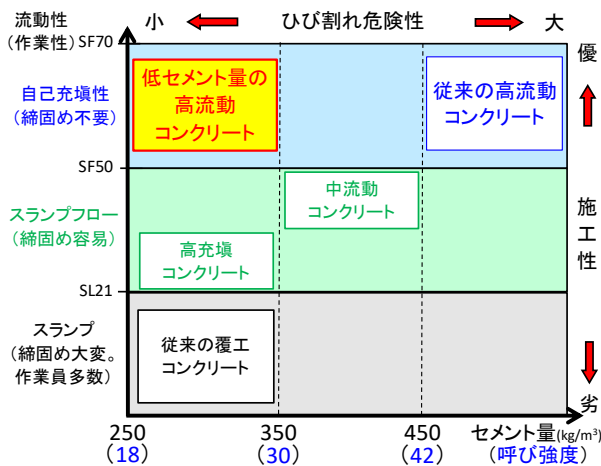 流動性
(作業性)
小
ひび割れ危険性
大
SF70
優
自己充塡性
(締固め不要)
低セメント量の
高流動
コンクリート
従来の高流動
コンクリート
SF50
スランプフロー
(締固め容易)
中流動
コンクリート
高充塡
コンクリート
施工性
SL21
スランプ
(締固め大変。
作業員多数)
従来の覆工
コンクリート
劣
250
350
450
セメント量(kg/m³)
(18)
(30)
(42)
(呼び強度)